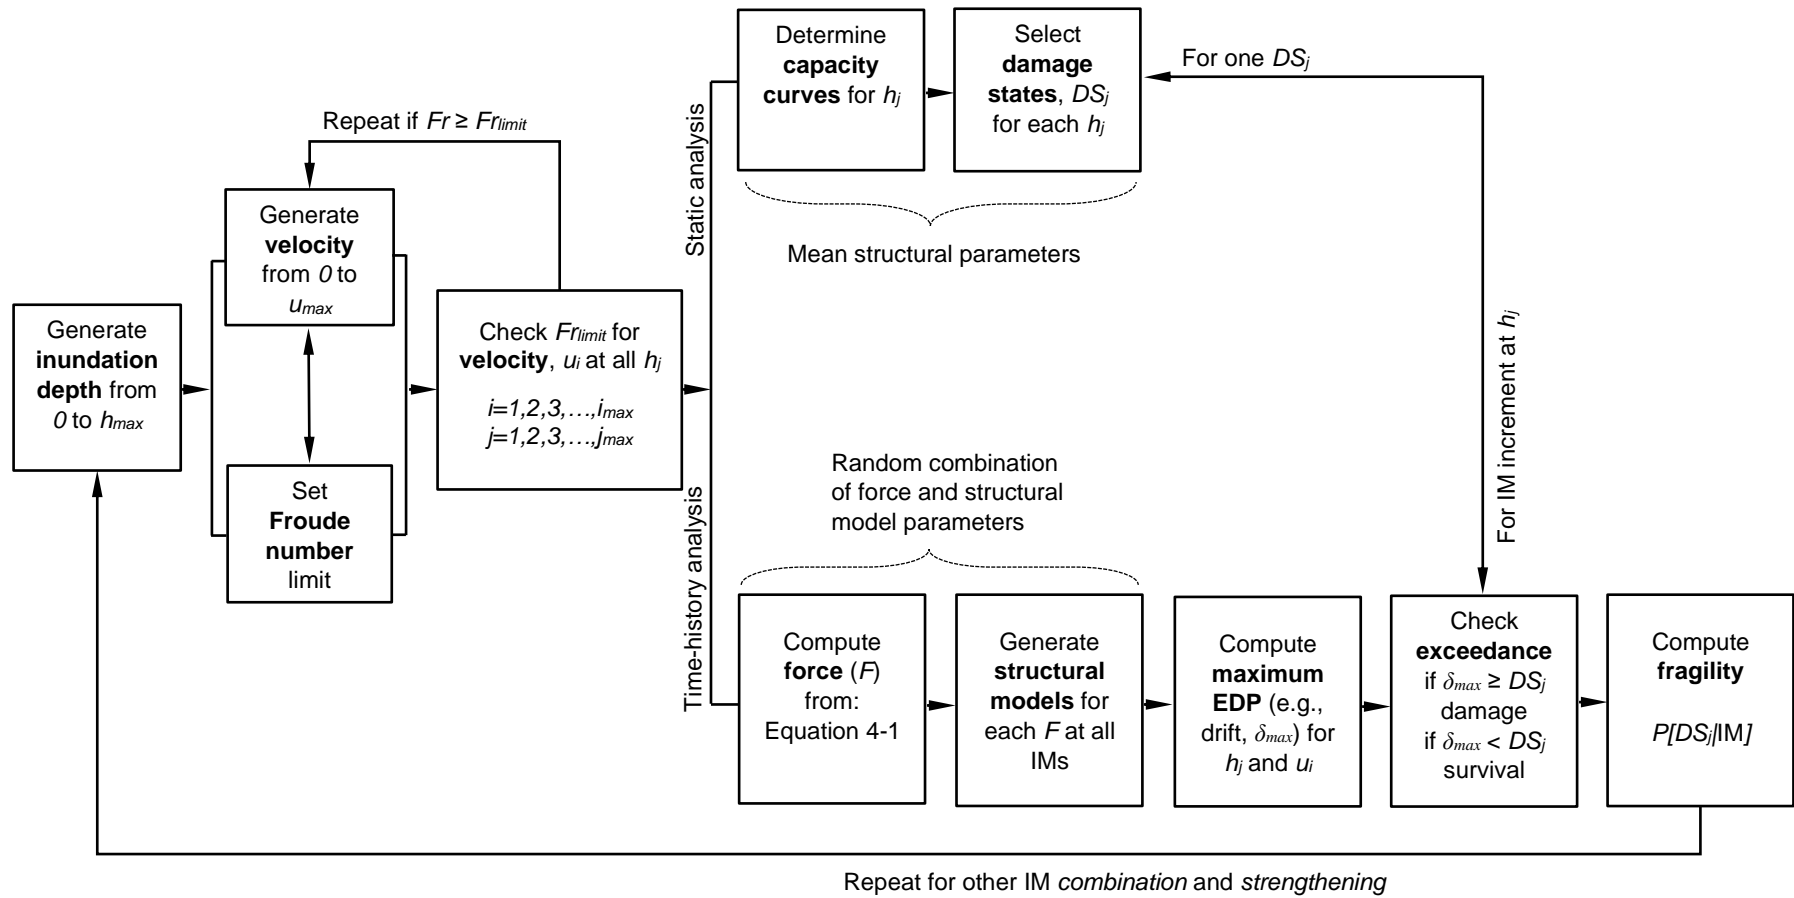 Generate
inundation
depth from
0 to hmax
Repeat if Fr ≥ Frlimit
Generate
velocity
from 0 to
umax
Set
Froude
number
limit
Check Frlimit for
velocity, ui at all hj
i=1,2,3,…,imax
j=1,2,3,…,jmax
Static analysis
Determine
capacity
curves for hj
Select
damage
states, DSj
for each hj
Mean structural parameters
For one DSj
For IM increment at hj
Time-history analysis
Random combination
of force and structural
model parameters
Compute
force (F)
from:
Equation 4-1
Generate
structural
models for
each F at all
IMs
Compute
maximum
EDP (e.g.,
drift, δmax) for
hj and ui
Check
exceedance
if δmax ≥ DSj
damage
if δmax < DSj
survival
Compute
fragility
P[DSj|IM]
Repeat for other IM combination and strengthening